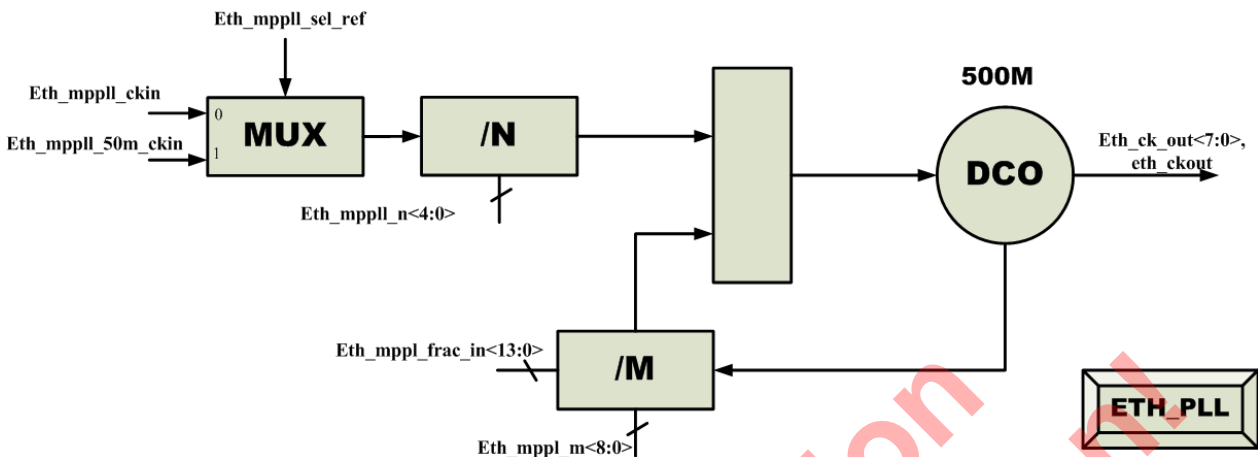 Eth_mppll_sel_ref
500M
Eth_mppll_ckin
0
MUX
/N
Eth_mppll_50m_ckin
1
Eth_ck_out<7:0>,
eth_ckout
DCO
Eth_mppll_n<4:0>
Eth_mppl_frac_in<13:0>
/M
ETH_PLL
Eth_mppl_m<8:0>